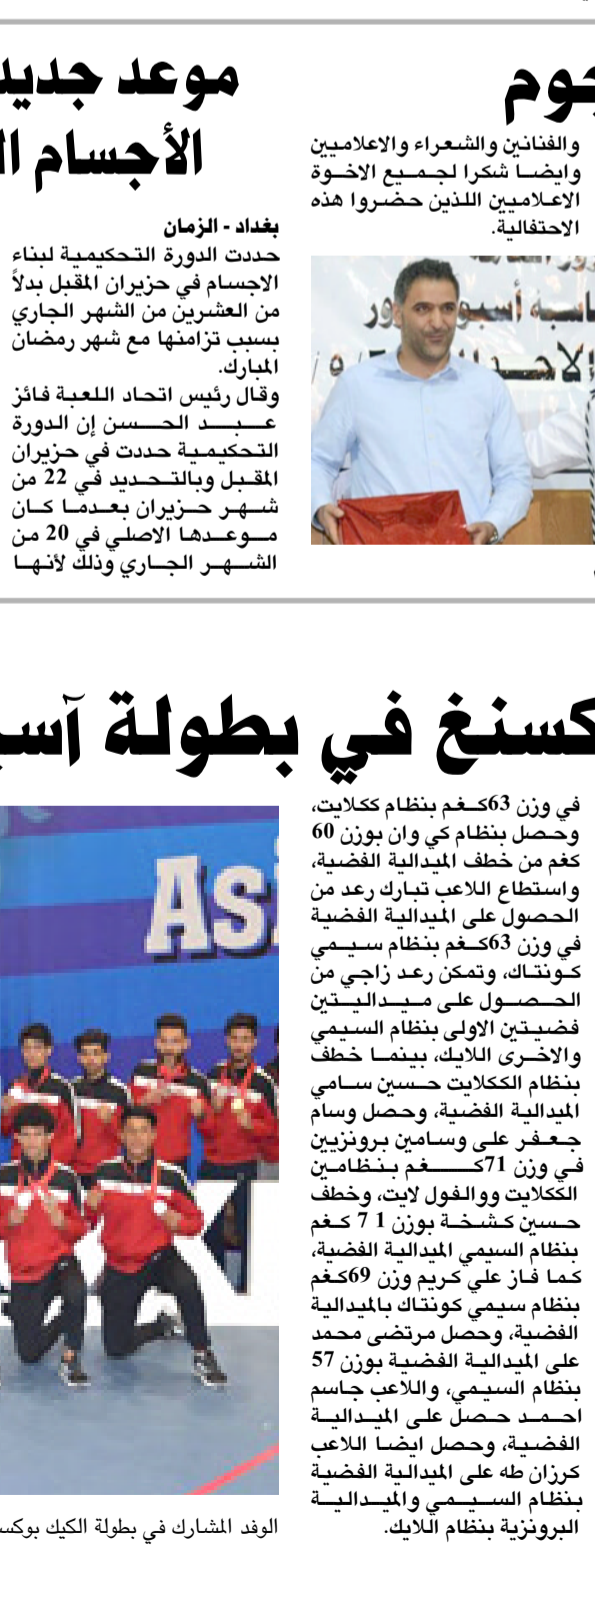 جوم
والفنانين والشعراء والاعلاميين
وايضا شكرا لجميع الاخوة
الاعلاميين اللذين حضروا هذه
الاحتفالية.
موعد جديد
الأجسام
بغداد - الزمان
حددت الدورة التحكيمية لبناء
الاجسام في حزيران المقبل بدلاً
من العشرين من الشهر الجاري
بسبب تزامنها مع شهر رمضان
المبارك.
وقال رئيس اتحاد اللعبة فائز
عبد الحسن إن الدورة
التحكيمية حددت في حزيران
المقبل وبالتحديد في 22 من
شهر حزيران بعدما كان
موعدها الاصلي في 20 من
الشهر الجاري وذلك لأنها
كسنغ في بطولة آسي
في وزن 63كغم بنظام ككلايت،
وحصل بنظام كي وان بوزن 60
كغم من خطف الميدالية الفضية،
واستطاع اللاعب تبارك رعد من
الحصول على الميدالية الفضية
في وزن 63كغم بنظام سيمي
كونتاك، وتمكن رعد زاجي من
الحصول على ميداليتين
فضيتين الاولى بنظام السيمي
والاخرى اللايك، بينما خطف
بنظام الككلايت حسين سامي
الميدالية الفضية، وحصل وسام
جعفر على وسامين برونزيين
في وزن 71كغم بنظامين
الككلايت ووالفول لايت، وخطف
حسين كشخة بوزن 1 7 كغم
بنظام السيمي الميدالية الفضية،
كما فاز علي كريم وزن 69كغم
بنظام سيمي كونتاك بالميدالية
الفضية، وحصل مرتضى محمد
على الميدالية الفضية بوزن 57
بنظام السيمي، واللاعب جاسم
احمد حصل على الميدالية
الفضية، وحصل ايضا اللاعب
كرزان طه على الميدالية الفضية
بنظام السيمي والميدالية
البرونزية بنظام اللايك.
Asi
الوفد المشارك في بطولة الكيك بوكس